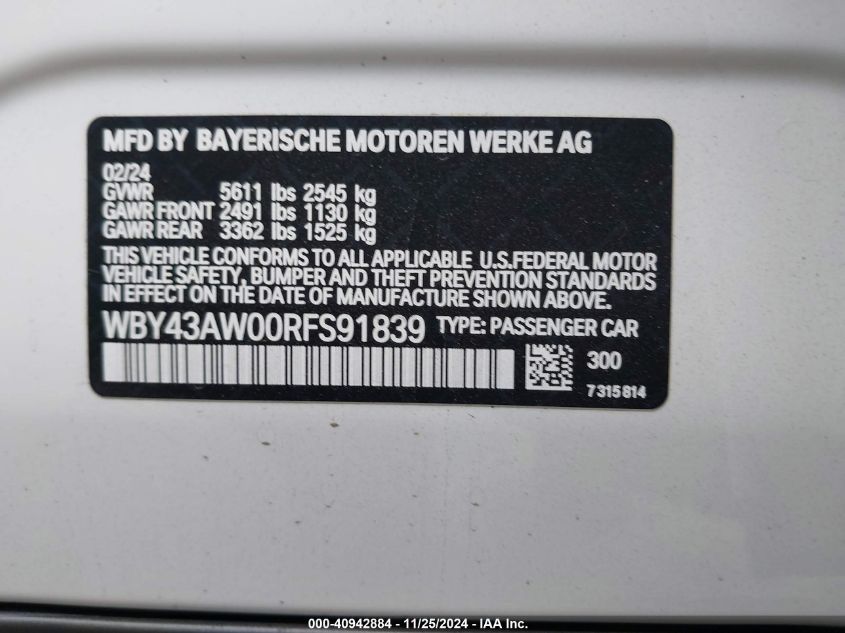 MFD BY BAYERISCHE MOTOREN WERKE AG
02/24
GVWR 5611 lbs 2545 kg
GAWR FRONT 2491 lbs 1130 kg
GAWR REAR 3362 lbs 1525 kg
THIS VEHICLE CONFORMS TO ALL APPLICABLE U.S.FEDERAL MOTOR
VEHICLE SAFETY, BUMPER AND THEFT PREVENTION STANDARDS
IN EFFECT ON THE DATE OF MANUFACTURE SHOWN ABOVE.
WBY43AW00RFS91839 TYPE: PASSENGER CAR
300
7315814
000-40942884 - 11/25/2024 - IAA Inc.